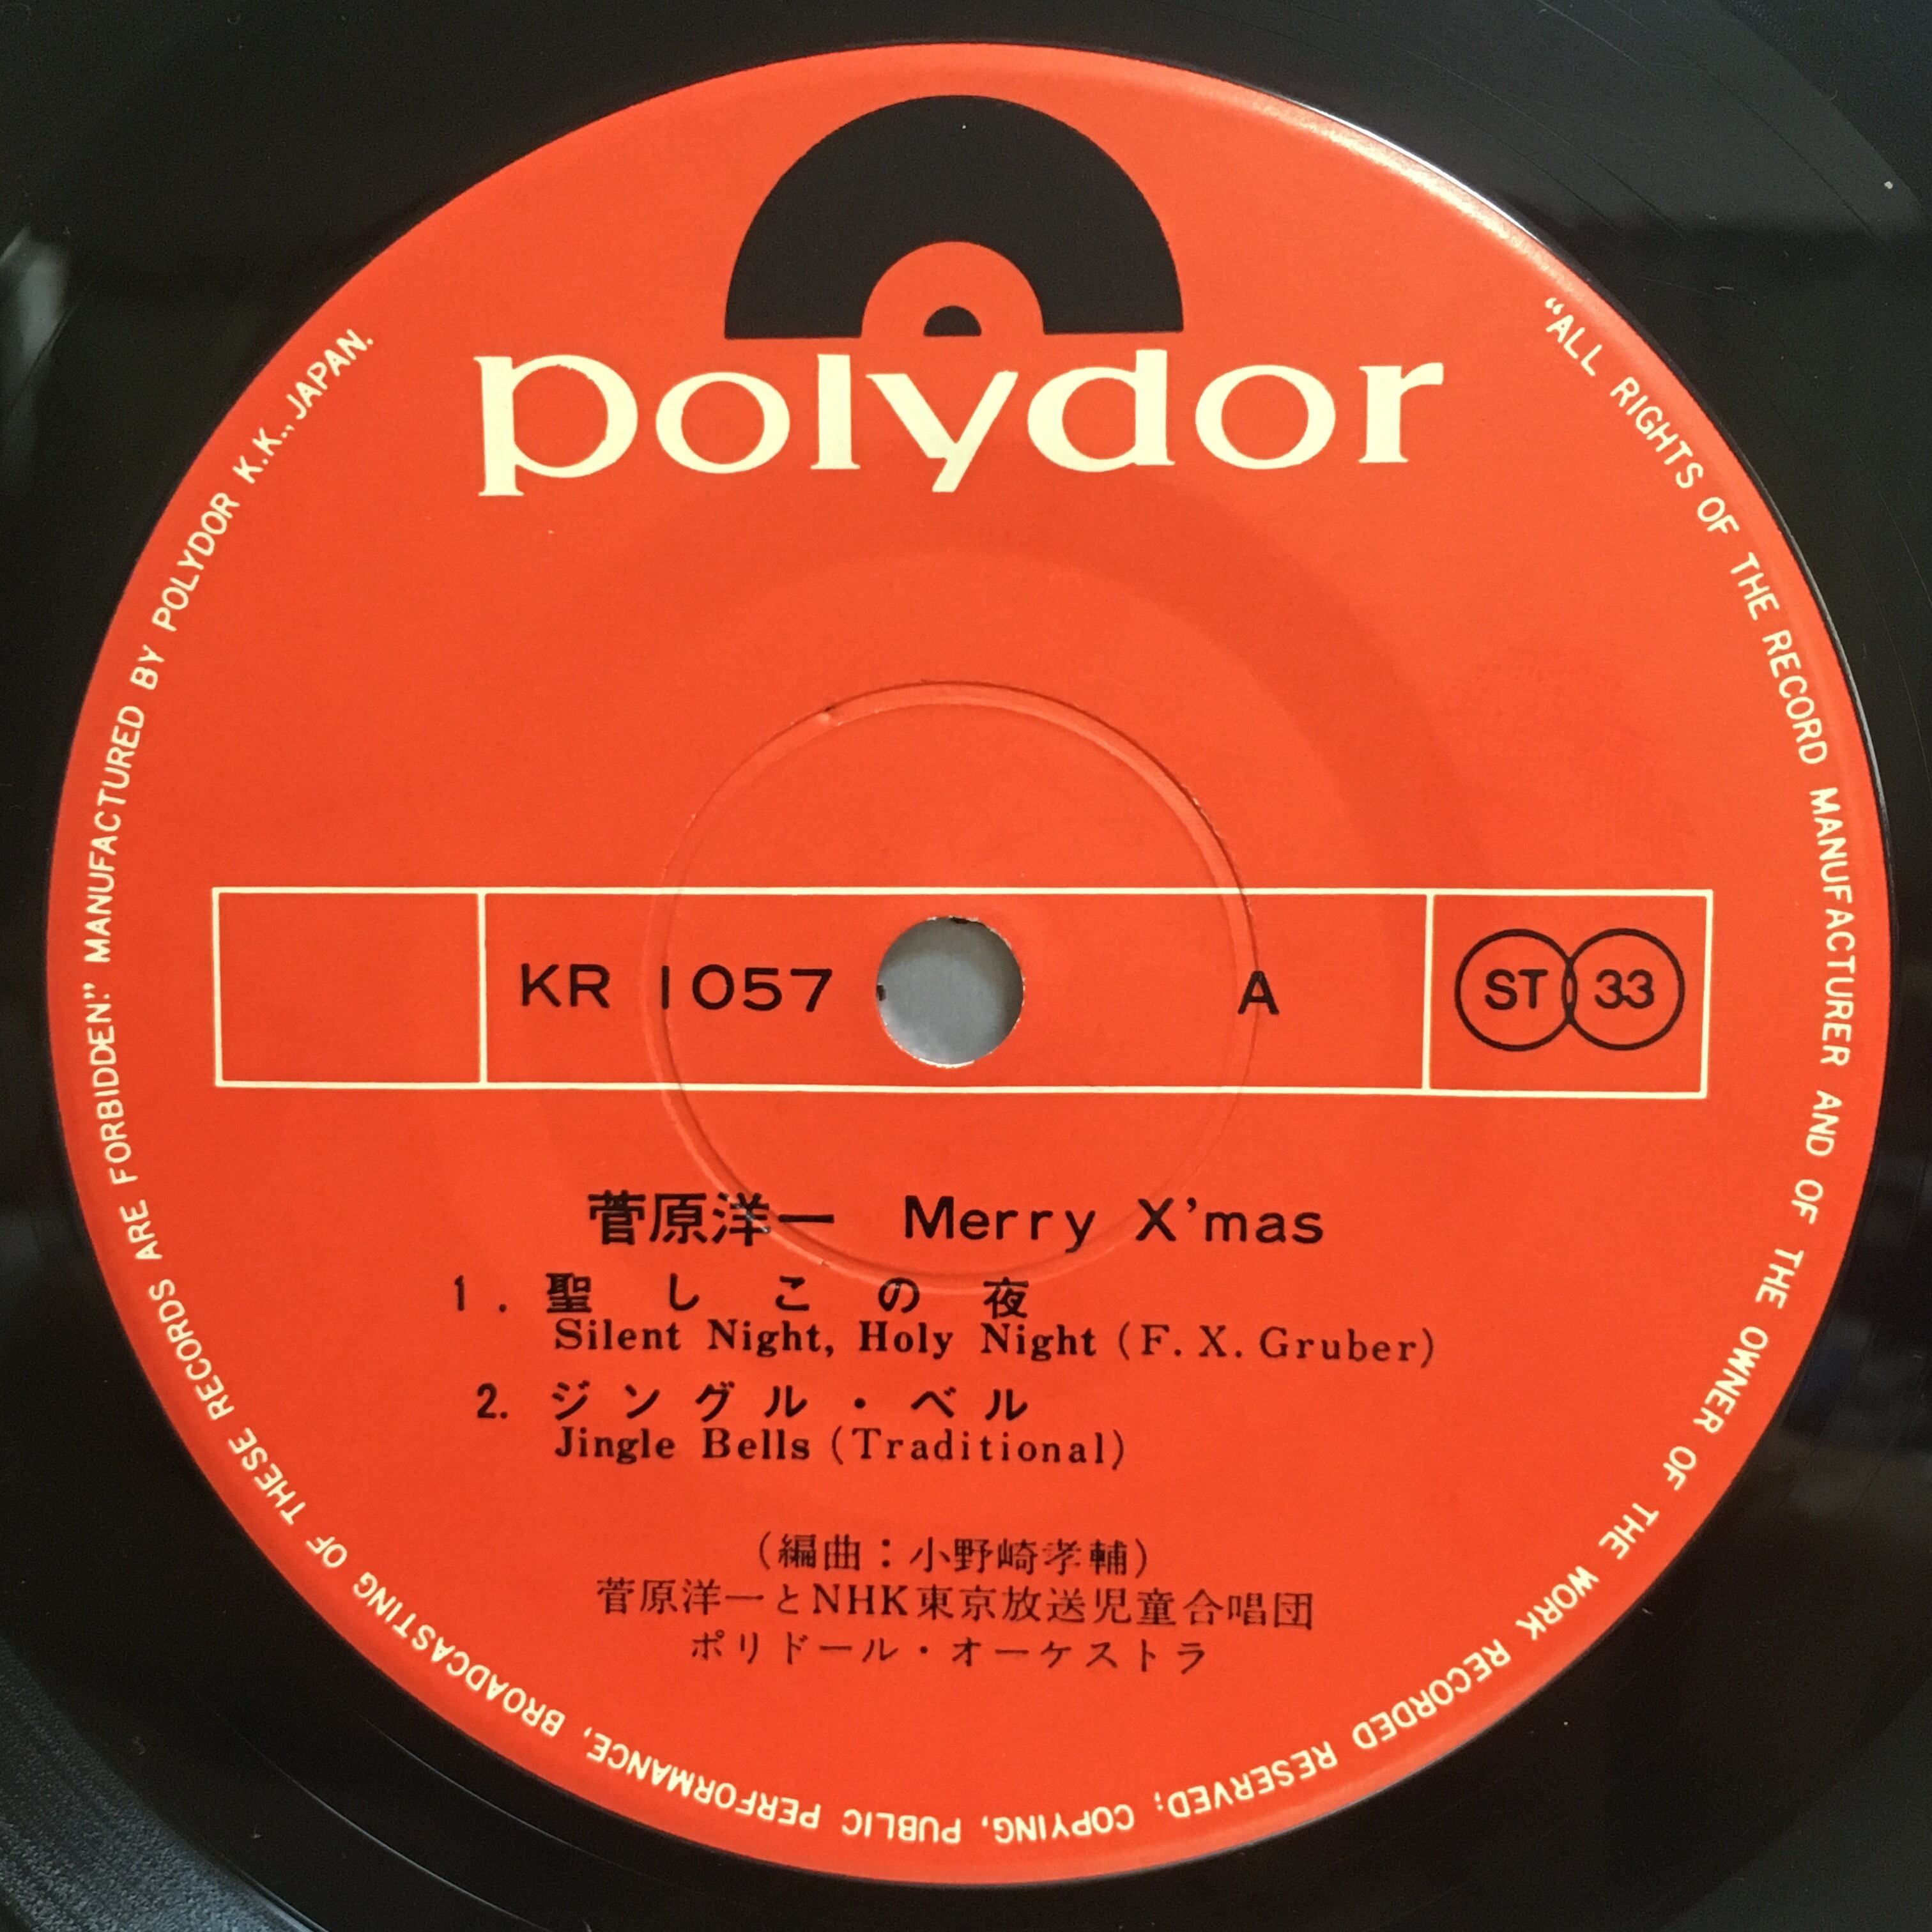 polydor
KR 1057 A ST 33
菅原洋一 Merry X'mas
1. 聖しこの夜
Silent Night, Holy Night (F. X. Gruber)
2. ジングル・ベル
Jingle Bells (Traditional)
(編曲：小野崎孝輔)
菅原洋一とNHK東京放送児童合唱団
ポリドール・オーケストラ
"ALL RIGHTS OF THE RECORD MANUFACTURER AND OF THE OWNER OF THE WORK RECORDED RESERVED; COPYING, PUBLIC PERFORMANCE, BROADCASTING OF THESE RECORDS ARE FORBIDDEN." MANUFACTURED BY POLYDOR K.K., JAPAN.